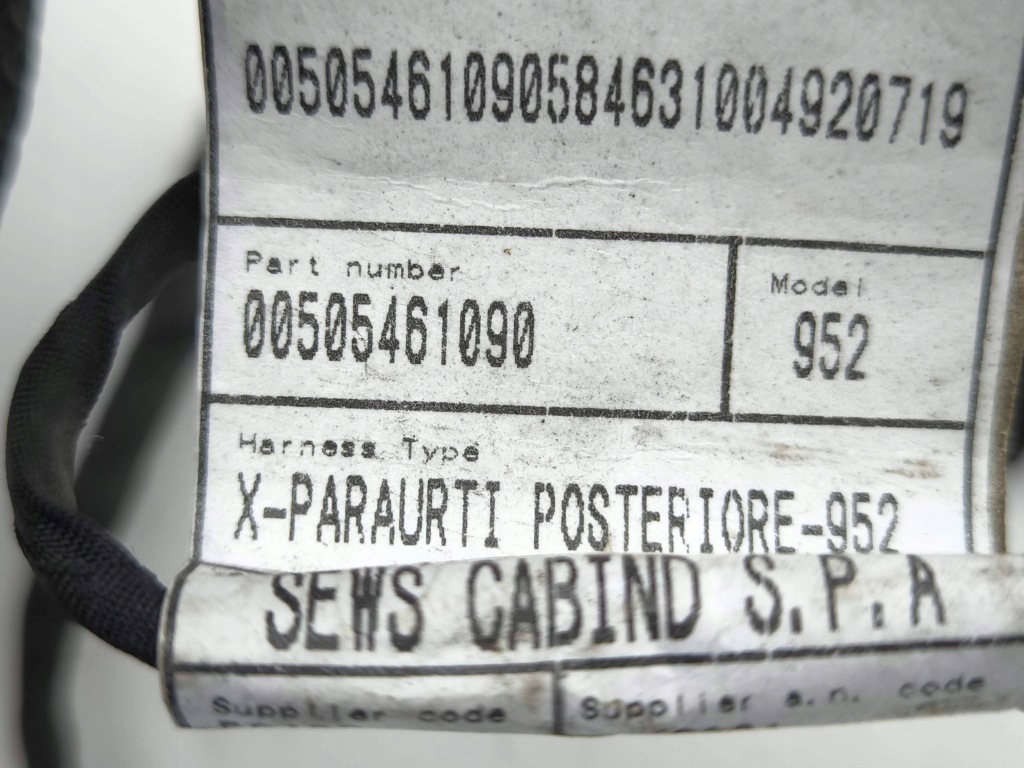 00505461090584631004920719
Part number
00505461090
Model
952
Harness Type
X-PARAURTI POSTERIORE-952
SEWS CABIND S.P.A
Supplier code
Supplier a.n. code